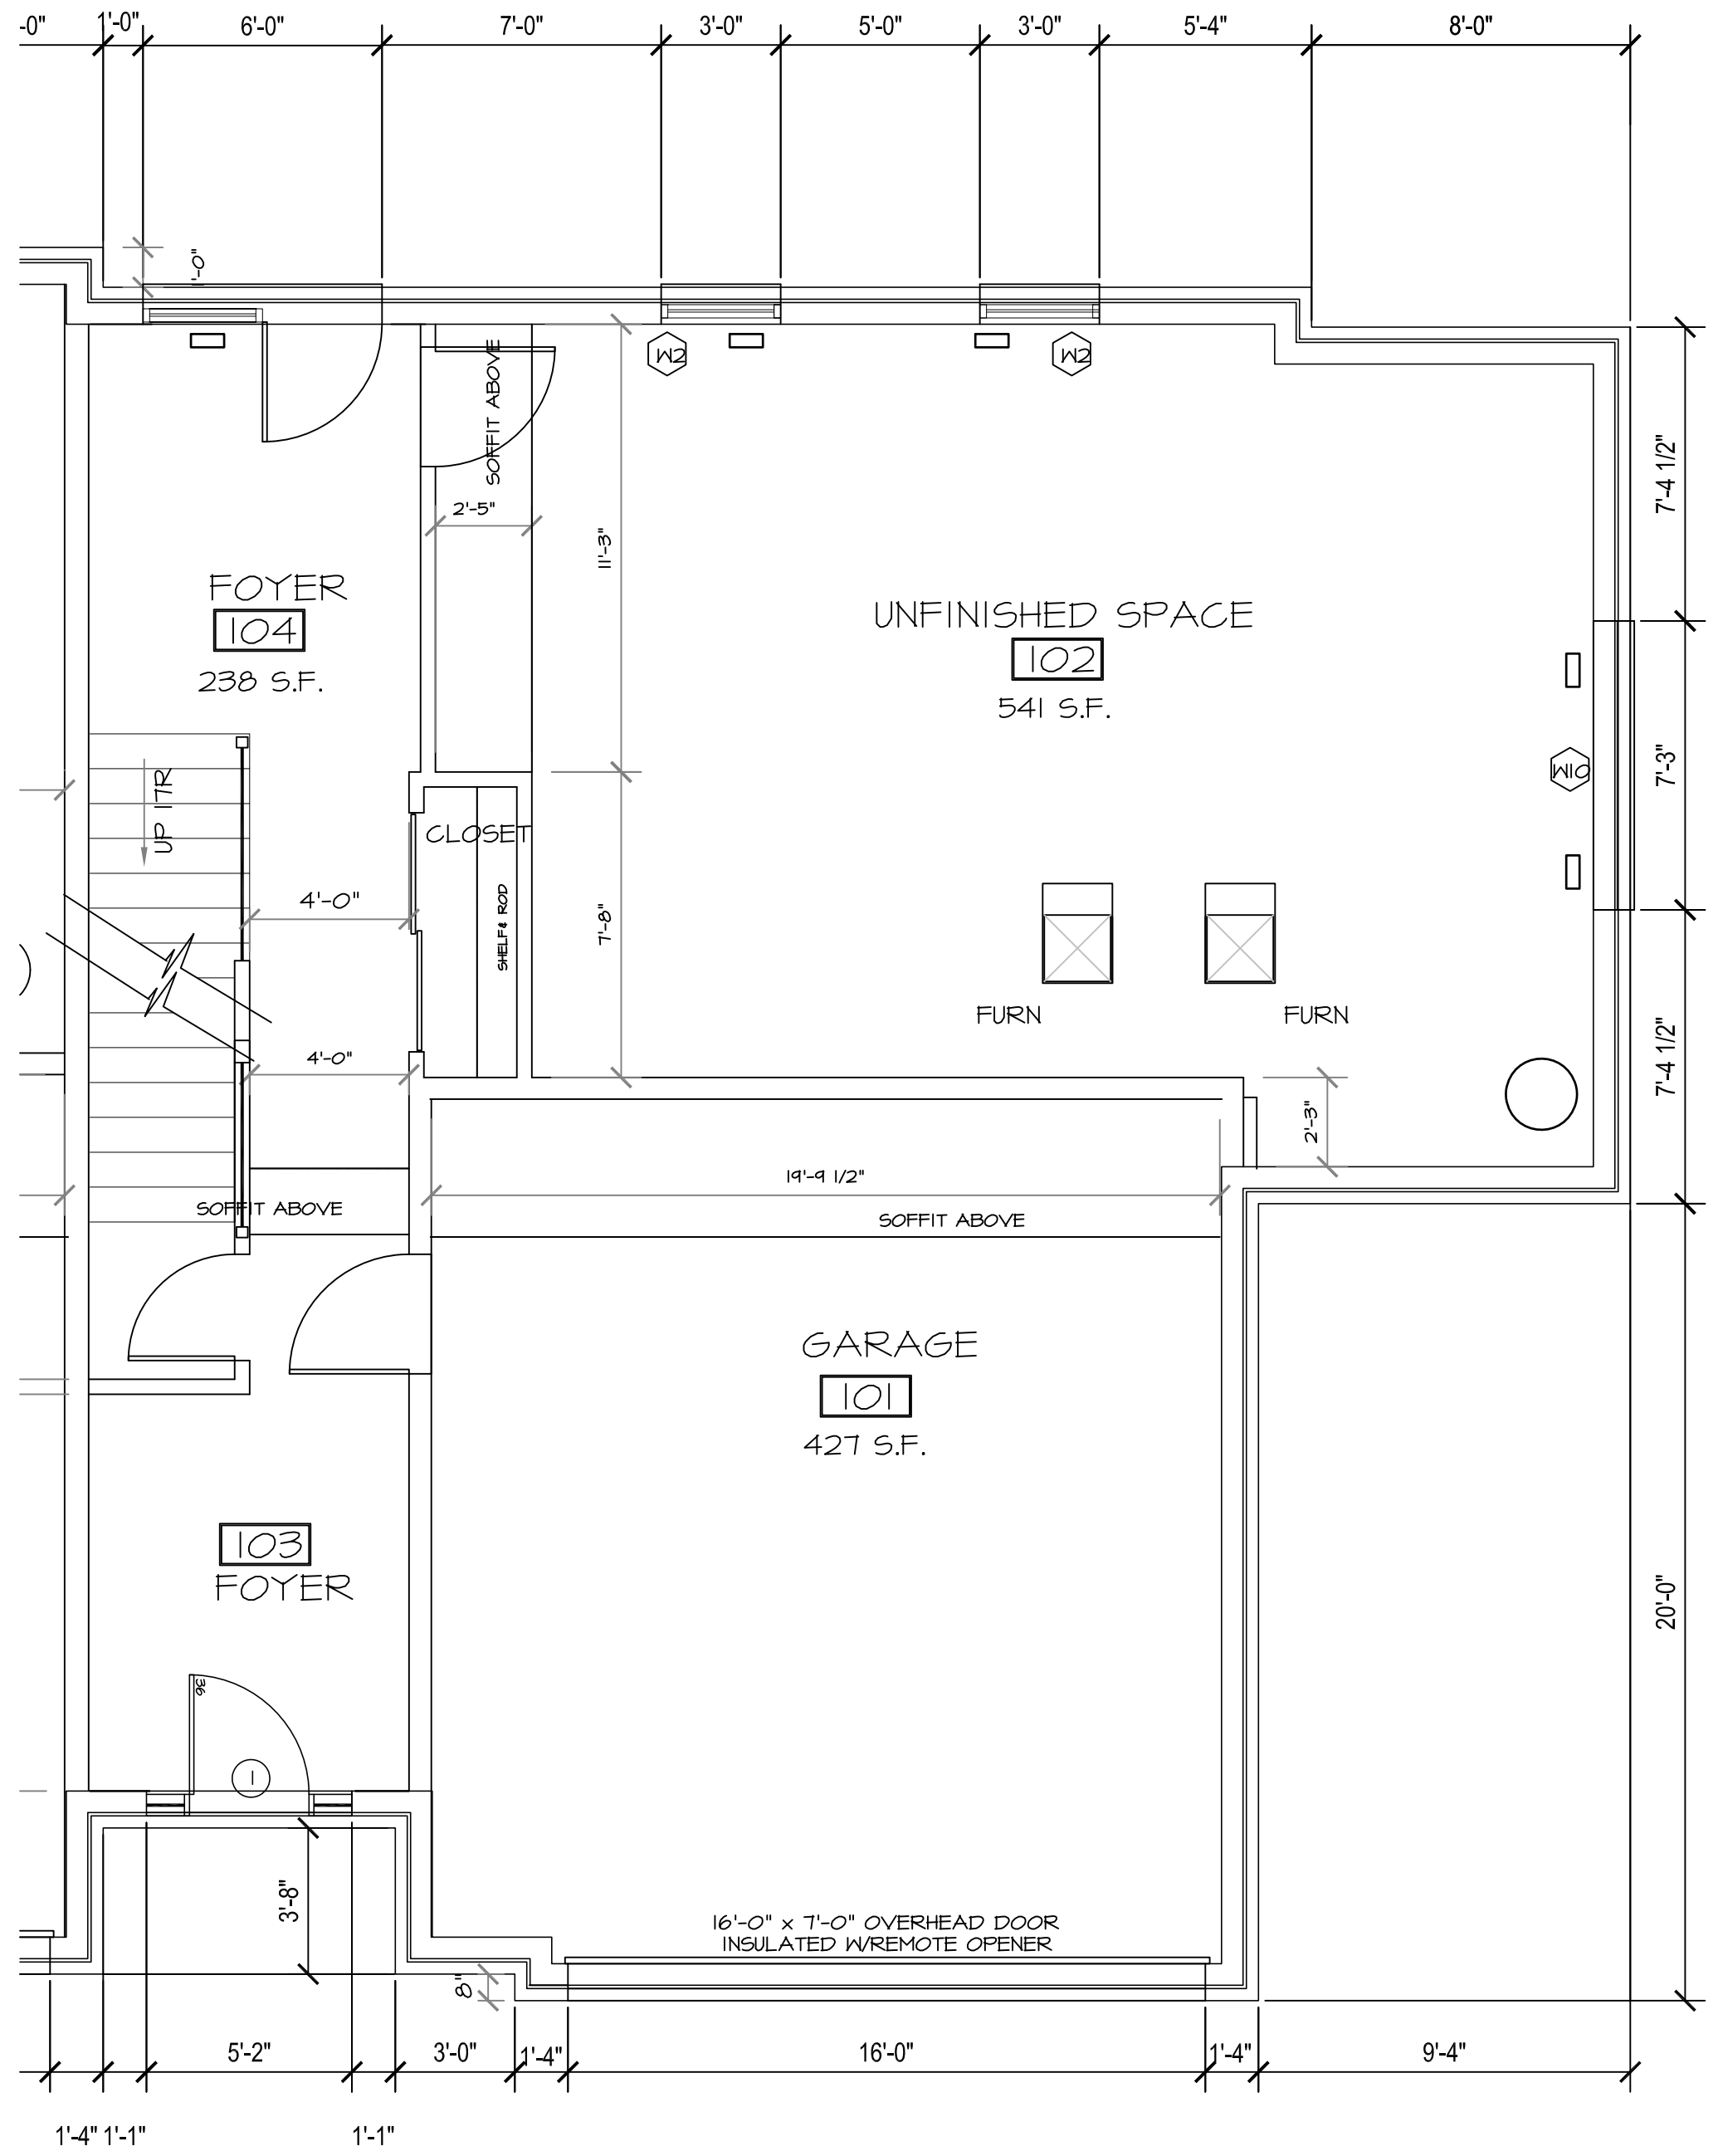 -0" 1'-0" 6'-0" 7'-0" 3'-0" 5'-0" 3'-0" 5'-4" 8'-0"
'-0"
W2
W2
SOFFIT ABOVE
7'-4 1/2"
2'-5"
11'-3"
FOYER
104
238 S.F.
UNFINISHED SPACE
102
541 S.F.
UP 17R
7'-3"
W10
CLOSET
4'-0"
SHELF & ROD
7'-8"
FURN
FURN
4'-0"
7'-4 1/2"
2'-3"
19'-9 1/2"
SOFFIT ABOVE
SOFFIT ABOVE
GARAGE
101
427 S.F.
103
FOYER
20'-0"
36
1
3'-8"
16'-0" x 7'-0" OVERHEAD DOOR
INSULATED W/REMOTE OPENER
8"
5'-2" 3'-0" 1'-4" 16'-0" 1'-4" 9'-4"
1'-4" 1'-1" 1'-1"